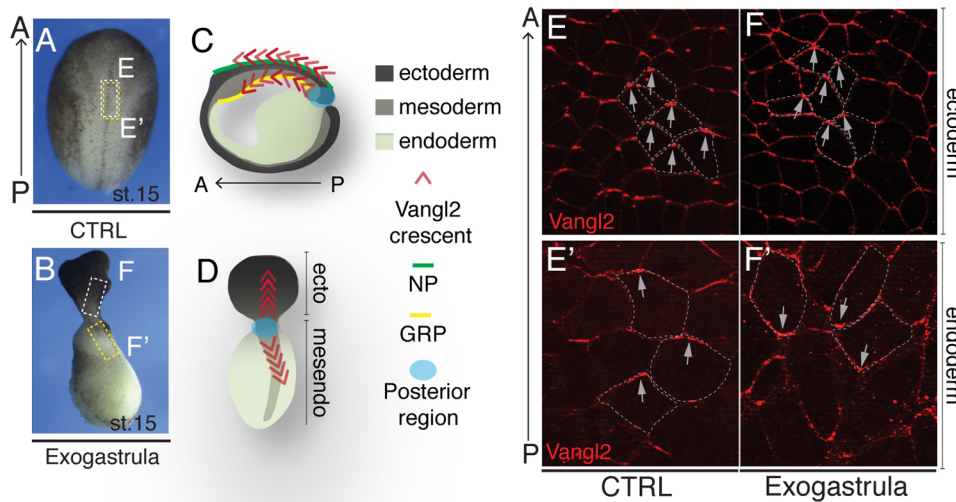 A
P
A
E
E'
st.15
CTRL
B
F
F'
st.15
Exogastrula
C
A
P
D
ecto
mesendo
ectoderm
mesoderm
endoderm
Vangl2
crescent
NP
GRP
Posterior
region
A
P
E
Vangl2
F
ectoderm
E'
Vangl2
F'
endoderm
CTRL
Exogastrula